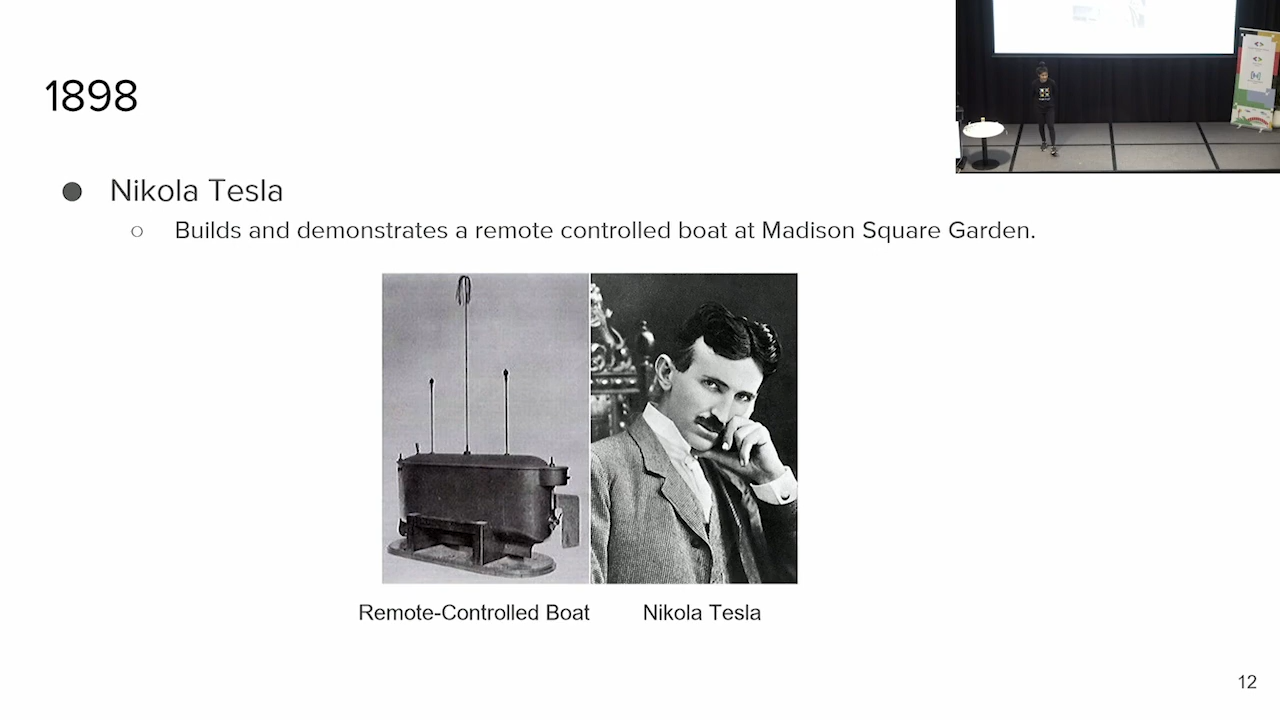 1898
● Nikola Tesla
○ Builds and demonstrates a remote controlled boat at Madison Square Garden.
Remote-Controlled Boat
Nikola Tesla
12